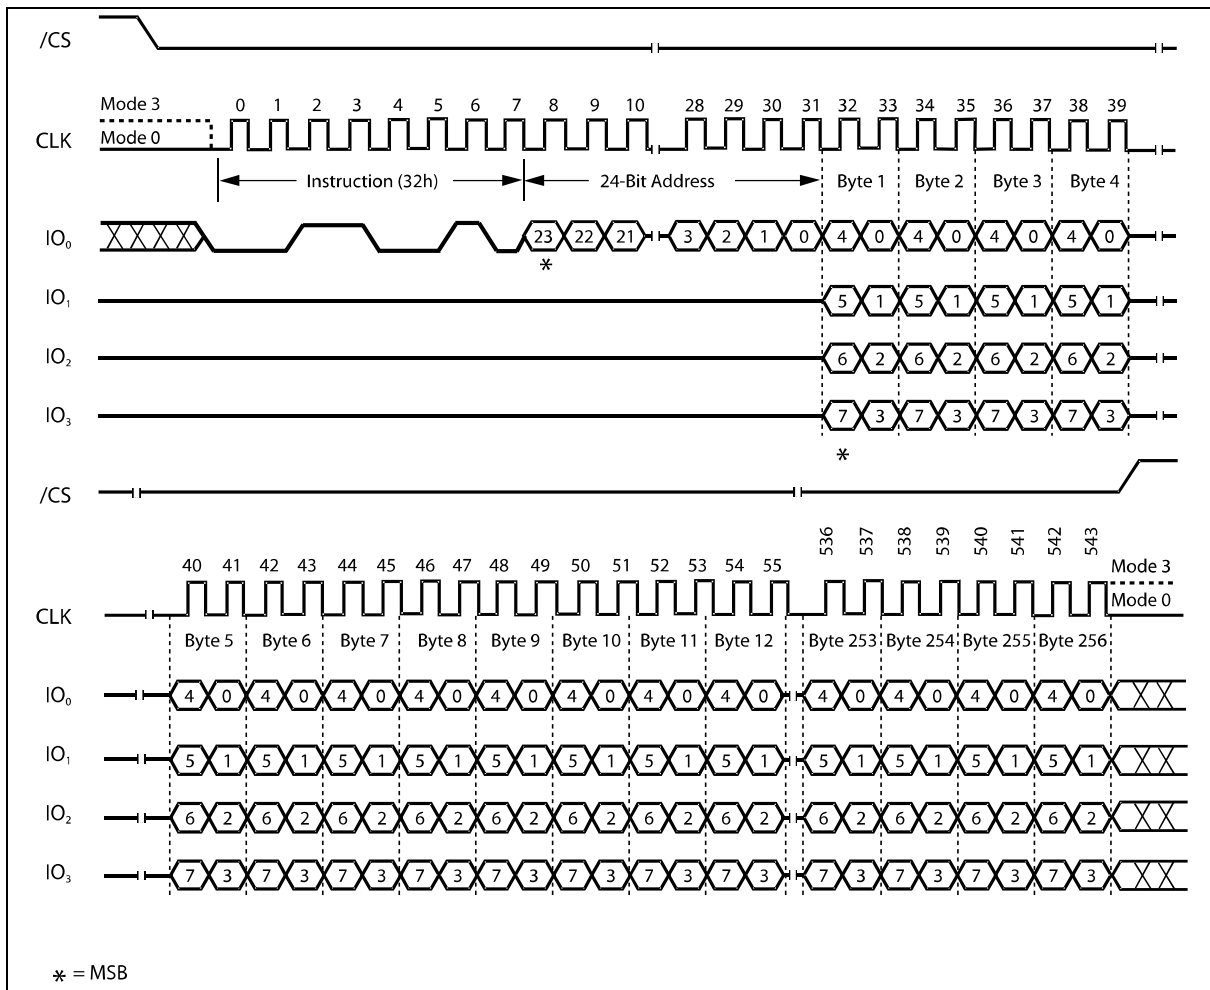 /CS
Mode 3
0 1 2 3 4 5 6 7 8 9 10 28 29 30 31 32 33 34 35 36 37 38 39
CLK
Mode 0
Instruction (32h) 24-Bit Address Byte 1 Byte 2 Byte 3 Byte 4
IO₀ 23 22 21 3 2 1 0 4 0 4 0 4 0 4 0
*
IO₁ 5 1 5 1 5 1 5 1
IO₂ 6 2 6 2 6 2 6 2
IO₃ 7 3 7 3 7 3 7 3
*
/CS
40 41 42 43 44 45 46 47 48 49 50 51 52 53 54 55 536 537 538 539 540 541 542 543
Mode 3
CLK
Mode 0
Byte 5 Byte 6 Byte 7 Byte 8 Byte 9 Byte 10 Byte 11 Byte 12 Byte 253 Byte 254 Byte 255 Byte 256
IO₀ 4 0 4 0 4 0 4 0 4 0 4 0 4 0 4 0 4 0 4 0 4 0 4 0
IO₁ 5 1 5 1 5 1 5 1 5 1 5 1 5 1 5 1 5 1 5 1 5 1 5 1
IO₂ 6 2 6 2 6 2 6 2 6 2 6 2 6 2 6 2 6 2 6 2 6 2 6 2
IO₃ 7 3 7 3 7 3 7 3 7 3 7 3 7 3 7 3 7 3 7 3 7 3 7 3
* = MSB